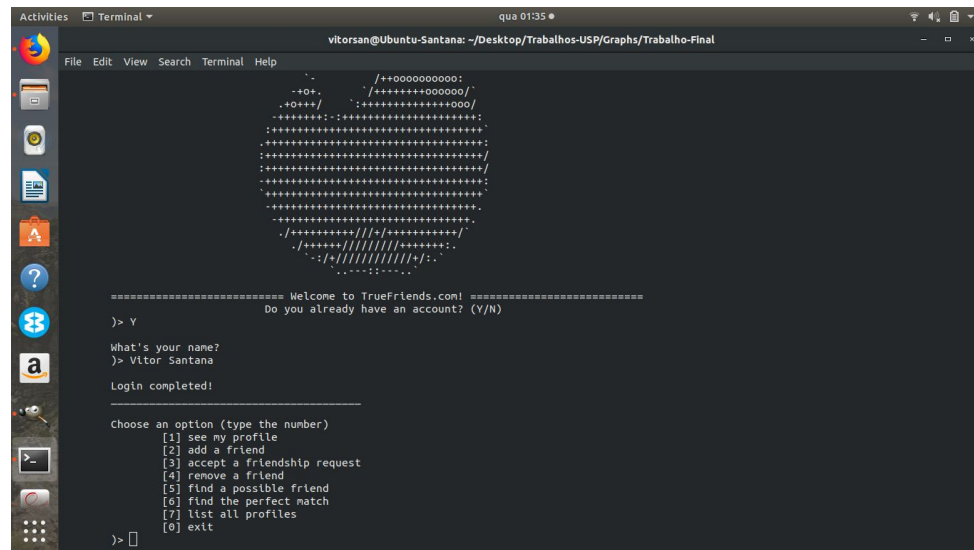 Activities Terminal qua 01:35
vitorsan@Ubuntu-Santana: ~/Desktop/Trabalhos-USP/Graphs/Trabalho-Final
File Edit View Search Terminal Help
=========================== Welcome to TrueFriends.com! ===========================
Do you already have an account? (Y/N)
)> Y
What's your name?
)> Vitor Santana
Login completed!
Choose an option (type the number)
[1] see my profile
[2] add a friend
[3] accept a friendship request
[4] remove a friend
[5] find a possible friend
[6] find the perfect match
[7] list all profiles
[0] exit
)>